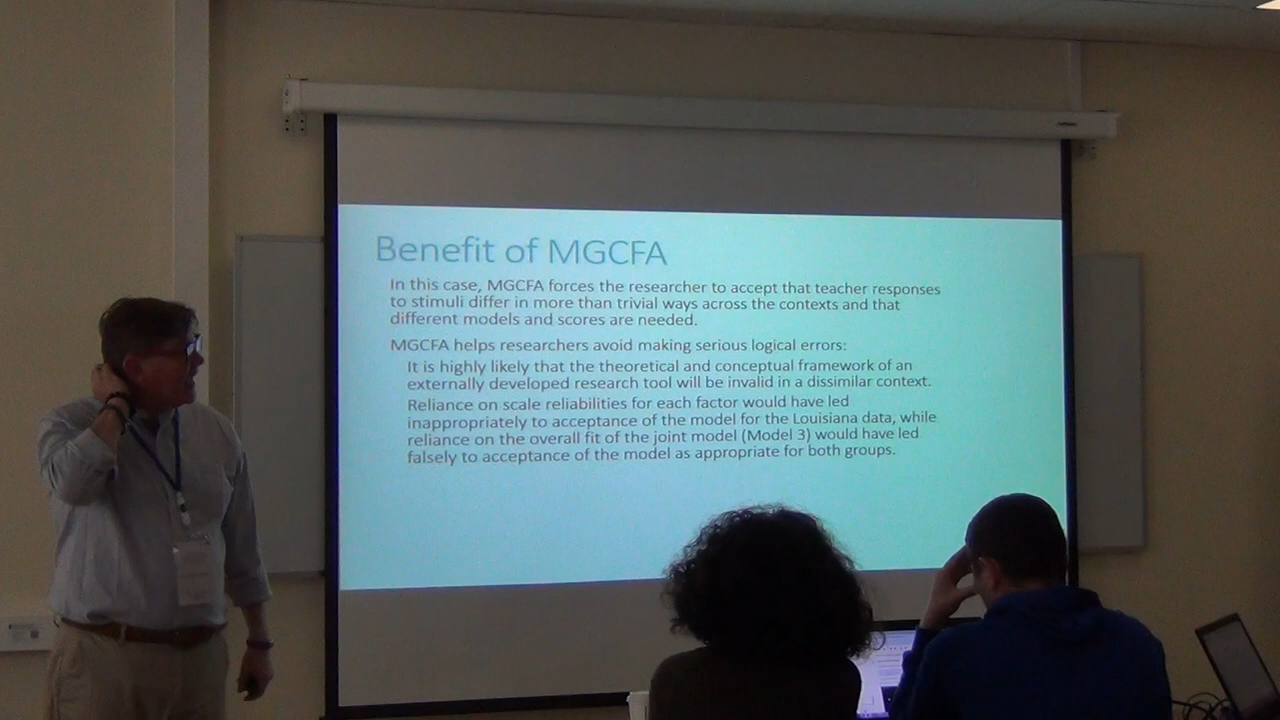 Benefit of MGCFA
In this case, MGCFA forces the researcher to accept that teacher responses
to stimuli differ in more than trivial ways across the contexts and that
different models and scores are needed.
MGCFA helps researchers avoid making serious logical errors:
It is highly likely that the theoretical and conceptual framework of an
externally developed research tool will be invalid in a dissimilar context.
Reliance on scale reliabilities for each factor would have led
inappropriately to acceptance of the model for the Louisiana data, while
reliance on the overall fit of the joint model (Model 3) would have led
falsely to acceptance of the model as appropriate for both groups.